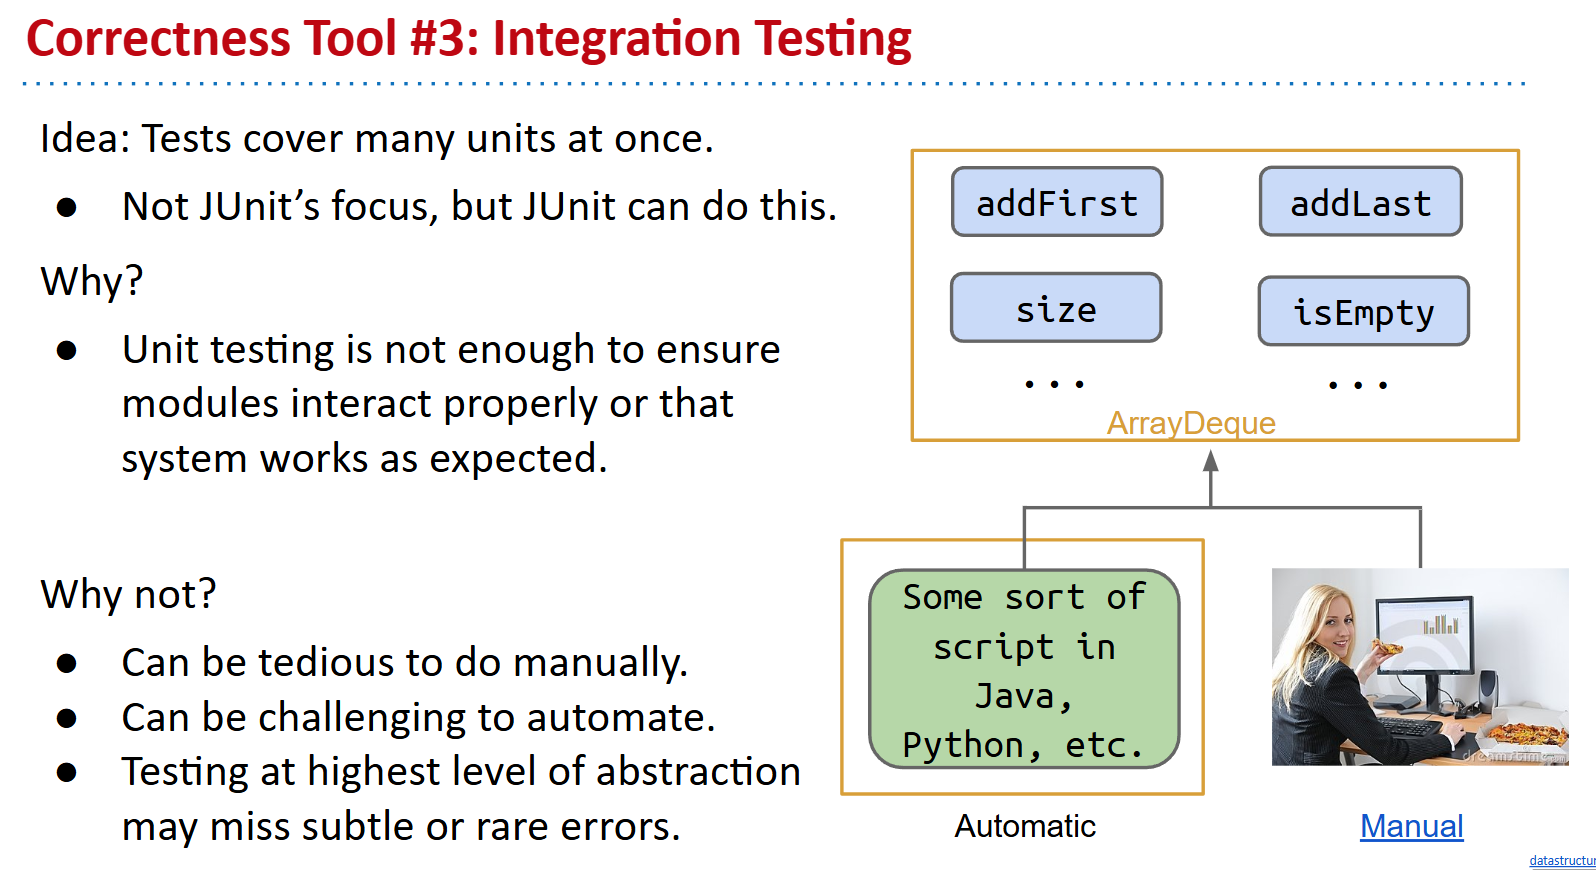 Correctness Tool #3: Integration Testing
Idea: Tests cover many units at once.
● Not JUnit’s focus, but JUnit can do this.
Why?
● Unit testing is not enough to ensure
modules interact properly or that
system works as expected.
Why not?
● Can be tedious to do manually.
● Can be challenging to automate.
● Testing at highest level of abstraction
may miss subtle or rare errors.
addFirst
addLast
size
isEmpty
...
...
ArrayDeque
Some sort of
script in
Java,
Python, etc.
Automatic
dreamstime.com
Manual
datastructur